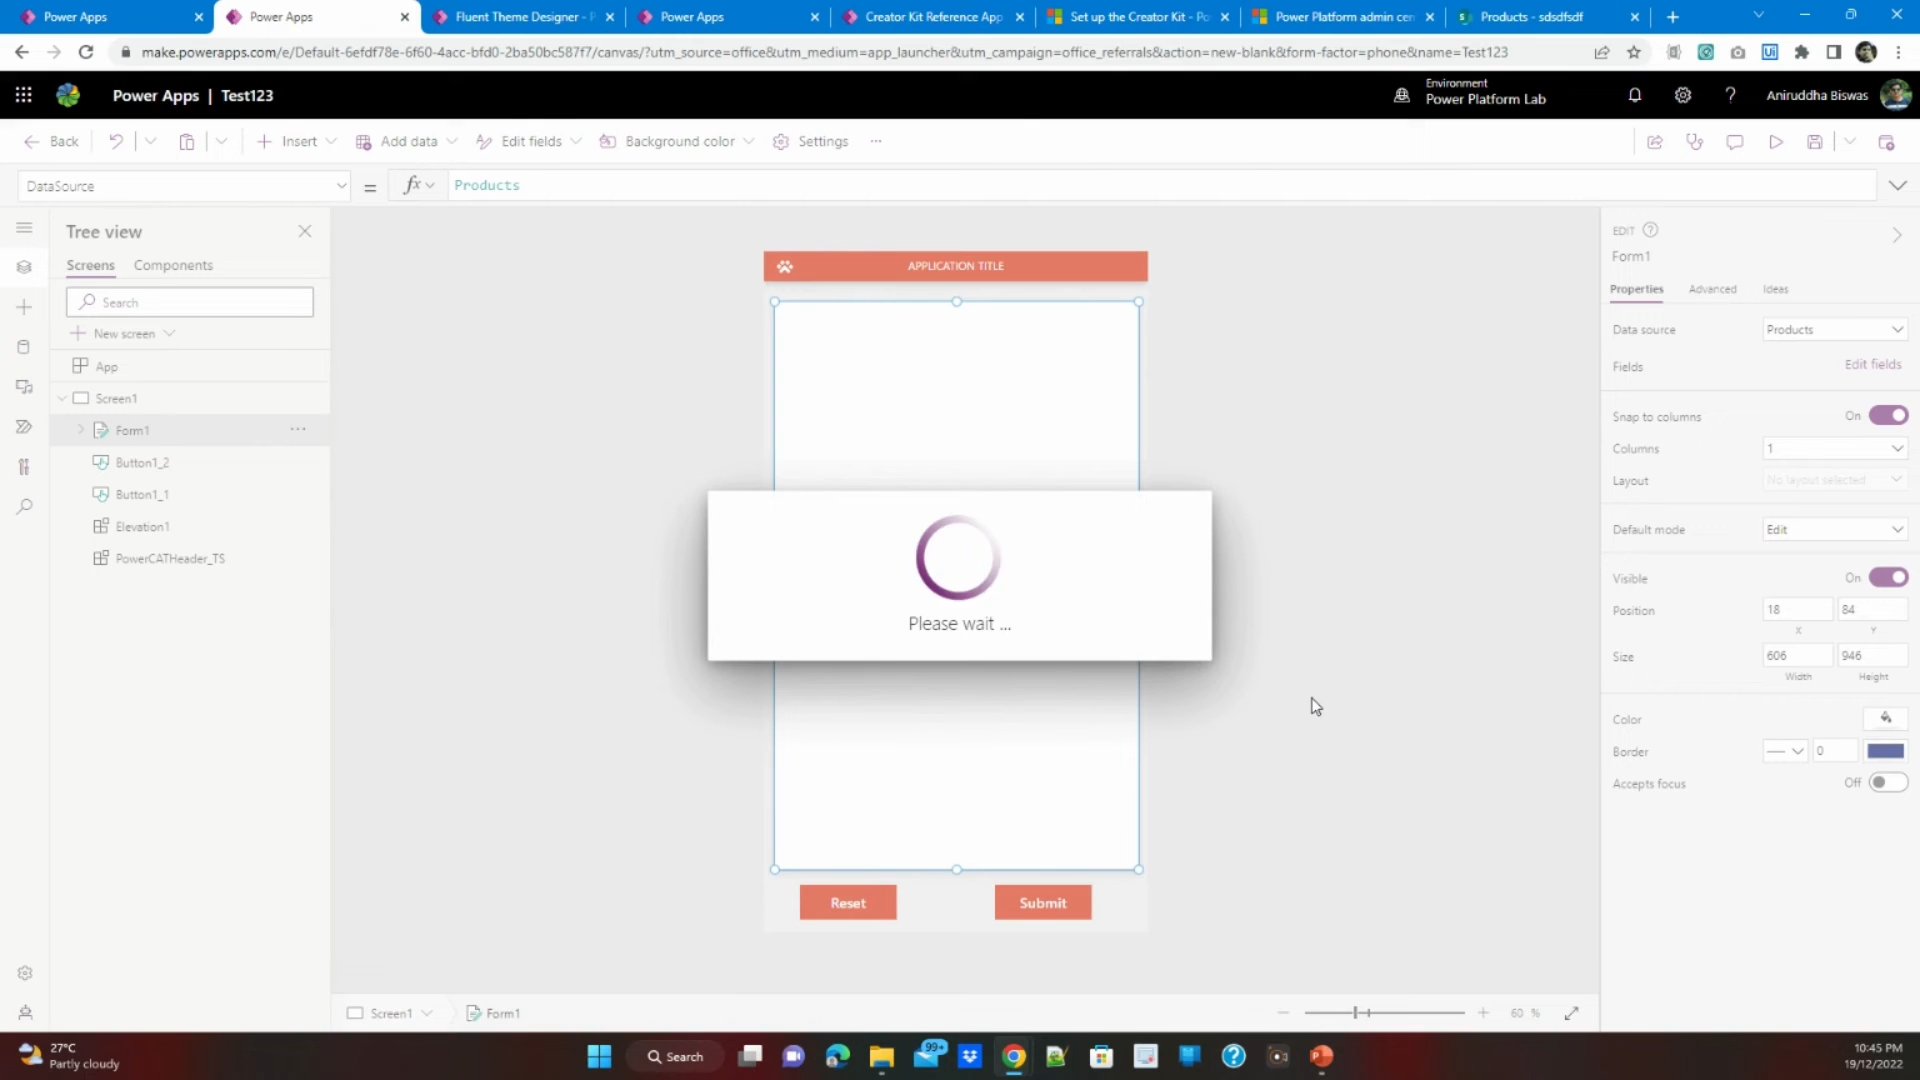 Power Apps
Power Apps
Fluent Theme Designer - P
Power Apps
Creator Kit Reference App
Set up the Creator Kit - Po
Power Platform admin cen
Products - sdsdfsdf
make.powerapps.com/e/Default-6efdf78e-6f60-4acc-bfd0-2ba50bc587f7/canvas/?utm_source=office&utm_medium=app_launcher&utm_campaign=office_referrals&action=new-blank&form-factor=phone&name=Test123
Power Apps | Test123
Environment
Power Platform Lab
Aniruddha Biswas
Back
Insert
Add data
Edit fields
Background color
Settings
DataSource
=
fx
Products
Tree view
Screens
Components
Search
New screen
App
Screen1
Form1
Button1_2
Button1_1
Elevation1
PowerCATHeader_TS
APPLICATION TITLE
Please wait ...
Reset
Submit
EDIT
Form1
Properties
Advanced
Ideas
Data source
Products
Fields
Edit fields
Snap to columns
On
Columns
1
Layout
No layout selected
Default mode
Edit
Visible
On
Position
18
84
X
Y
Size
606
946
Width
Height
Color
Border
0
Accepts focus
Off
Screen1
Form1
60 %
27°C
Partly cloudy
Search
99+
10:45 PM
19/12/2022